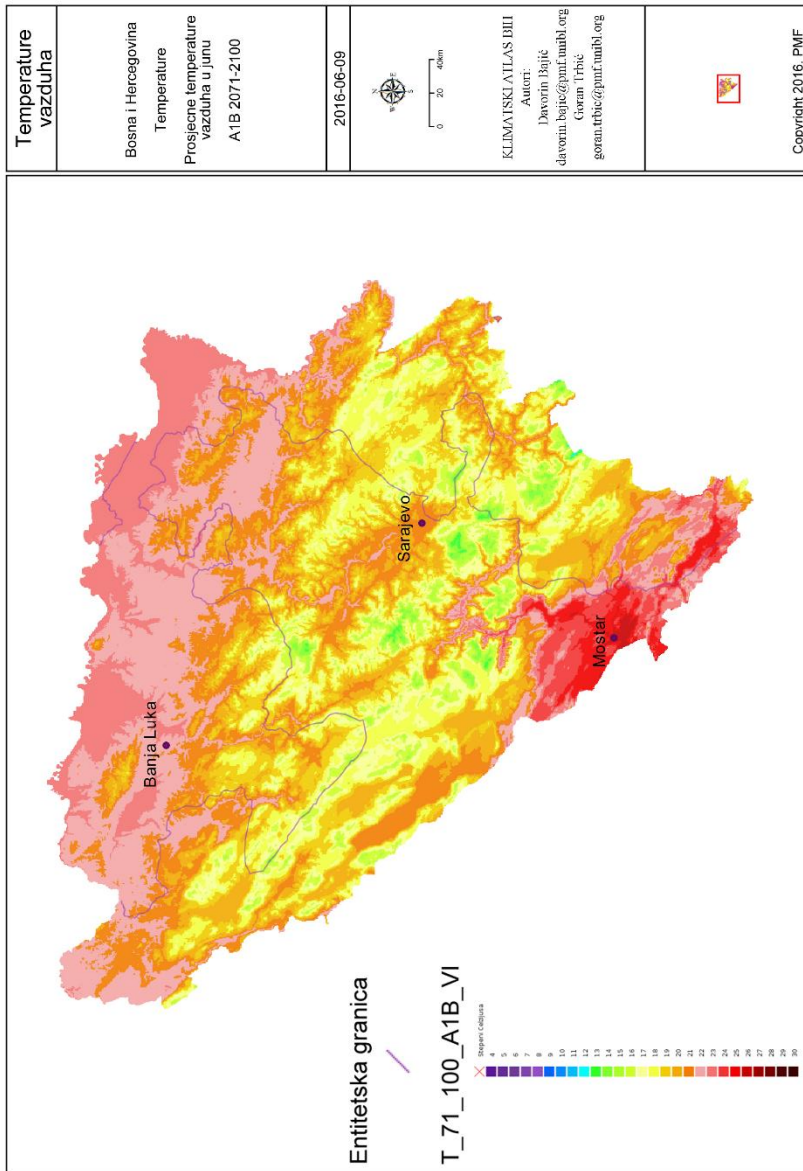 Temperature
vazduha
Bosna i Hercegovina
Temperature
Prosjecne temperature
vazduha u junu
A1B 2071-2100
2016-06-09
N
E
S
W
0
20
40km
KLIMATSKI ATLAS BIH
Autori:
Davorin Bajić
davorin.bajic@pmf.unibl.org
Goran Trbić
goran.trbic@pmf.unibl.org
Copyright 2016, PMF
Banja Luka
Sarajevo
Mostar
Entitetska granica
T_71_100_A1B_VI
Stepeni Celzijusa
4
5
6
7
8
9
10
11
12
13
14
15
16
17
18
19
20
21
22
23
24
25
26
27
28
29
30